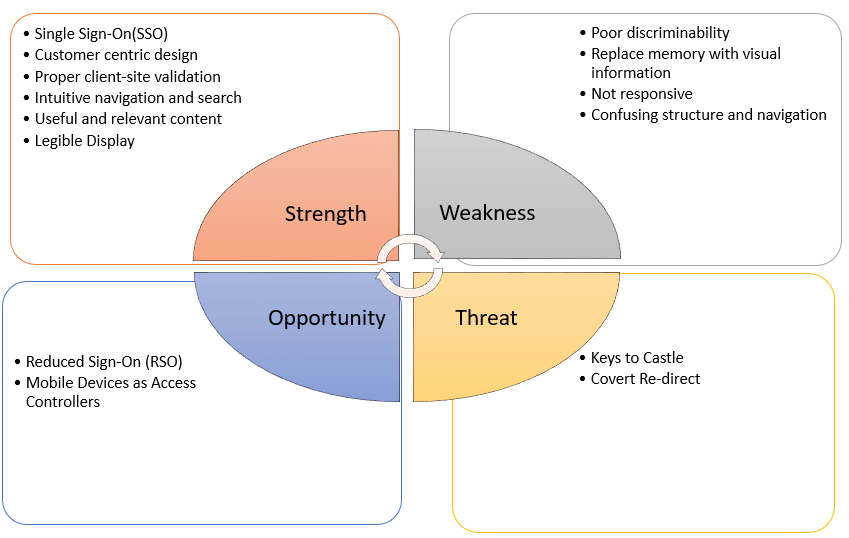 • Single Sign-On(SSO)
• Customer centric design
• Proper client-site validation
• Intuitive navigation and search
• Useful and relevant content
• Legible Display
• Poor discriminability
• Replace memory with visual
information
• Not responsive
• Confusing structure and navigation
Strength
Weakness
Opportunity
Threat
• Reduced Sign-On (RSO)
• Mobile Devices as Access
Controllers
• Keys to Castle
• Covert Re-direct